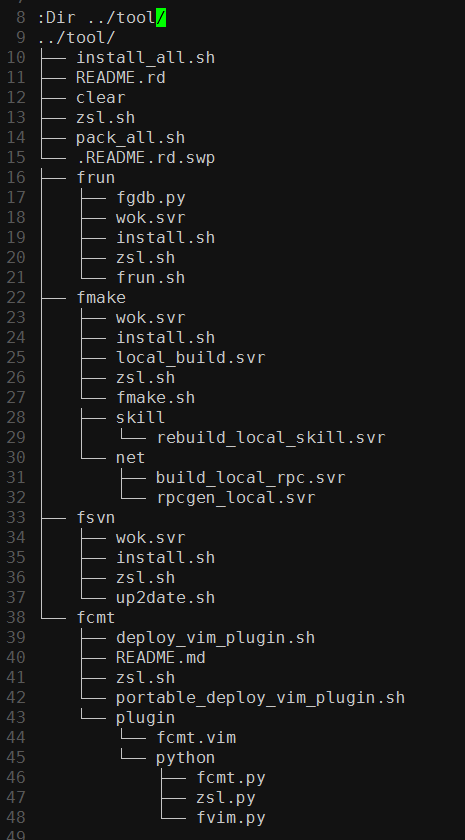 8 :Dir ../tool/
9 ../tool/
10 ├── install_all.sh
11 ├── README.rd
12 ├── clear
13 ├── zsl.sh
14 ├── pack_all.sh
15 └── .README.rd.swp
16 ├── frun
17 │   ├── fgdb.py
18 │   ├── wok.svr
19 │   ├── install.sh
20 │   ├── zsl.sh
21 │   └── frun.sh
22 ├── fmake
23 │   ├── wok.svr
24 │   ├── install.sh
25 │   ├── local_build.svr
26 │   ├── zsl.sh
27 │   └── fmake.sh
28 │   ├── skill
29 │   │   └── rebuild_local_skill.svr
30 │   └── net
31 │       ├── build_local_rpc.svr
32 │       └── rpcgen_local.svr
33 ├── fsvn
34 │   ├── wok.svr
35 │   ├── install.sh
36 │   ├── zsl.sh
37 │   └── up2date.sh
38 └── fcmt
39     ├── deploy_vim_plugin.sh
40     ├── README.md
41     ├── zsl.sh
42     └── portable_deploy_vim_plugin.sh
43     └── plugin
44         └── fcmt.vim
45         └── python
46             ├── fcmt.py
47             ├── zsl.py
48             └── fvim.py
49